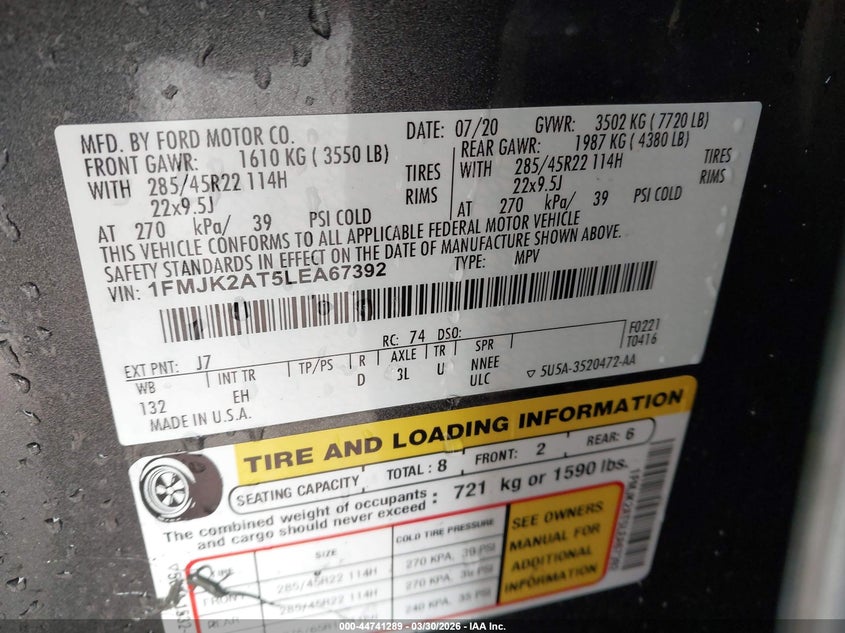 MFD. BY FORD MOTOR CO.
DATE: 07/20 GVWR: 3502 KG ( 7720 LB)
FRONT GAWR: 1610 KG ( 3550 LB)
REAR GAWR: 1987 KG ( 4380 LB)
WITH 285/45R22 114H TIRES
WITH 285/45R22 114H TIRES
22x9.5J RIMS
22x9.5J RIMS
AT 270 kPa/ 39 PSI COLD
AT 270 kPa/ 39 PSI COLD
THIS VEHICLE CONFORMS TO ALL APPLICABLE FEDERAL MOTOR VEHICLE
SAFETY STANDARDS IN EFFECT ON THE DATE OF MANUFACTURE SHOWN ABOVE.
VIN: 1FMJK2AT5LEA67392 TYPE: MPV
F0221
T0416
EXT PNT: J7 RC: 74 DSO:
WB INT TR TP/PS R AXLE TR SPR
132 EH D 3L U NNEE
ULC
▽ 5U5A-3520472-AA
MADE IN U.S.A.
TIRE AND LOADING INFORMATION
SEATING CAPACITY TOTAL : 8 FRONT: 2 REAR: 6
The combined weight of occupants
and cargo should never exceed : 721 kg or 1590 lbs.
SIZE COLD TIRE PRESSURE
285/45R22 114H 270 KPA, 39 PSI
FRONT
285/45R22 114H 270 KPA, 39 PSI
REAR
240 KPA, 35 PSI
SEE OWNERS
MANUAL FOR
ADDITIONAL
INFORMATION
000-44741289 - 03/30/2026 - IAA Inc.